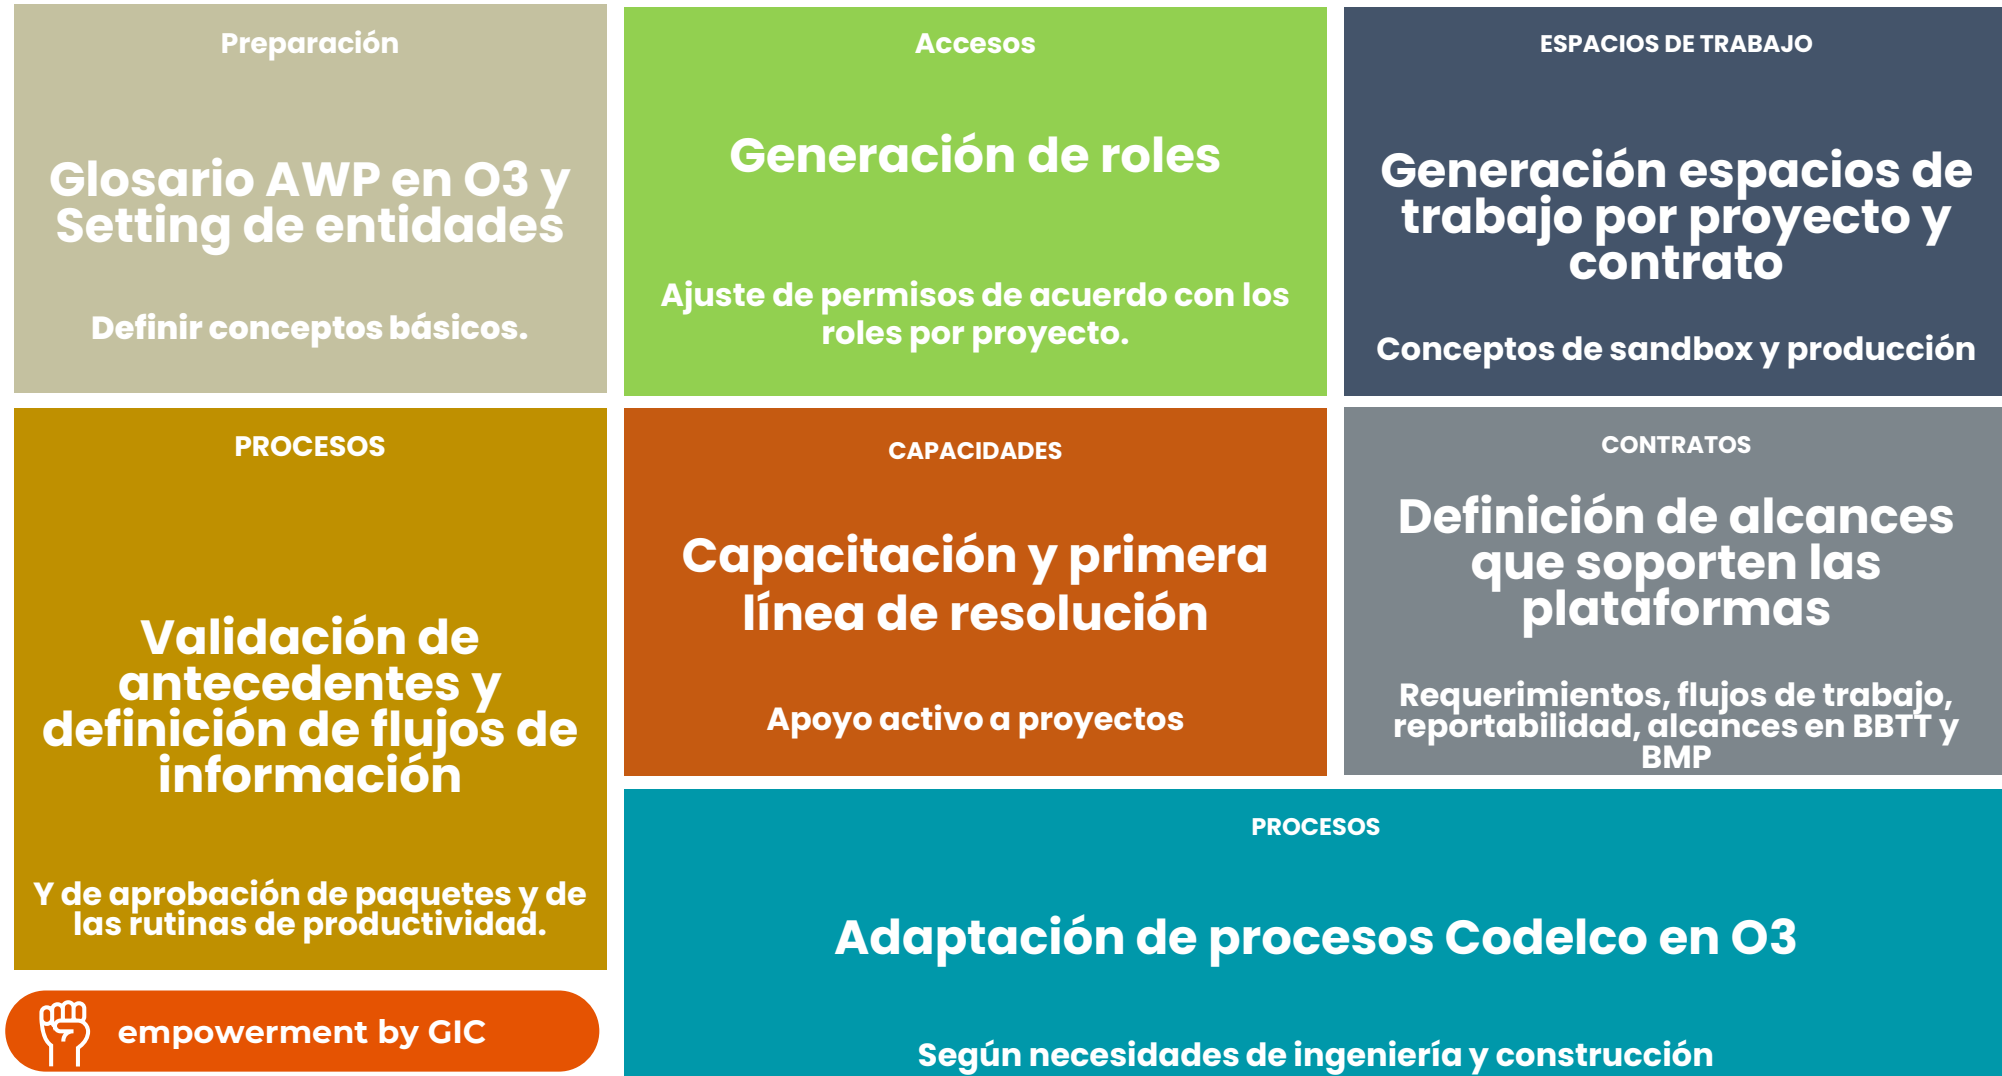 Preparación
Glosario AWP en O3 y
Setting de entidades
Definir conceptos básicos.
Accesos
Generación de roles
Ajuste de permisos de acuerdo con los
roles por proyecto.
ESPACIOS DE TRABAJO
Generación espacios de
trabajo por proyecto y
contrato
Conceptos de sandbox y producción
PROCESOS
Validación de
antecedentes y
definición de flujos de
información
Y de aprobación de paquetes y de
las rutinas de productividad.
CAPACIDADES
Capacitación y primera
línea de resolución
Apoyo activo a proyectos
CONTRATOS
Definición de alcances
que soporten las
plataformas
Requerimientos, flujos de trabajo,
reportabilidad, alcances en BBTT y
BMP
PROCESOS
Adaptación de procesos Codelco en O3
Según necesidades de ingeniería y construcción
empowerment by GIC